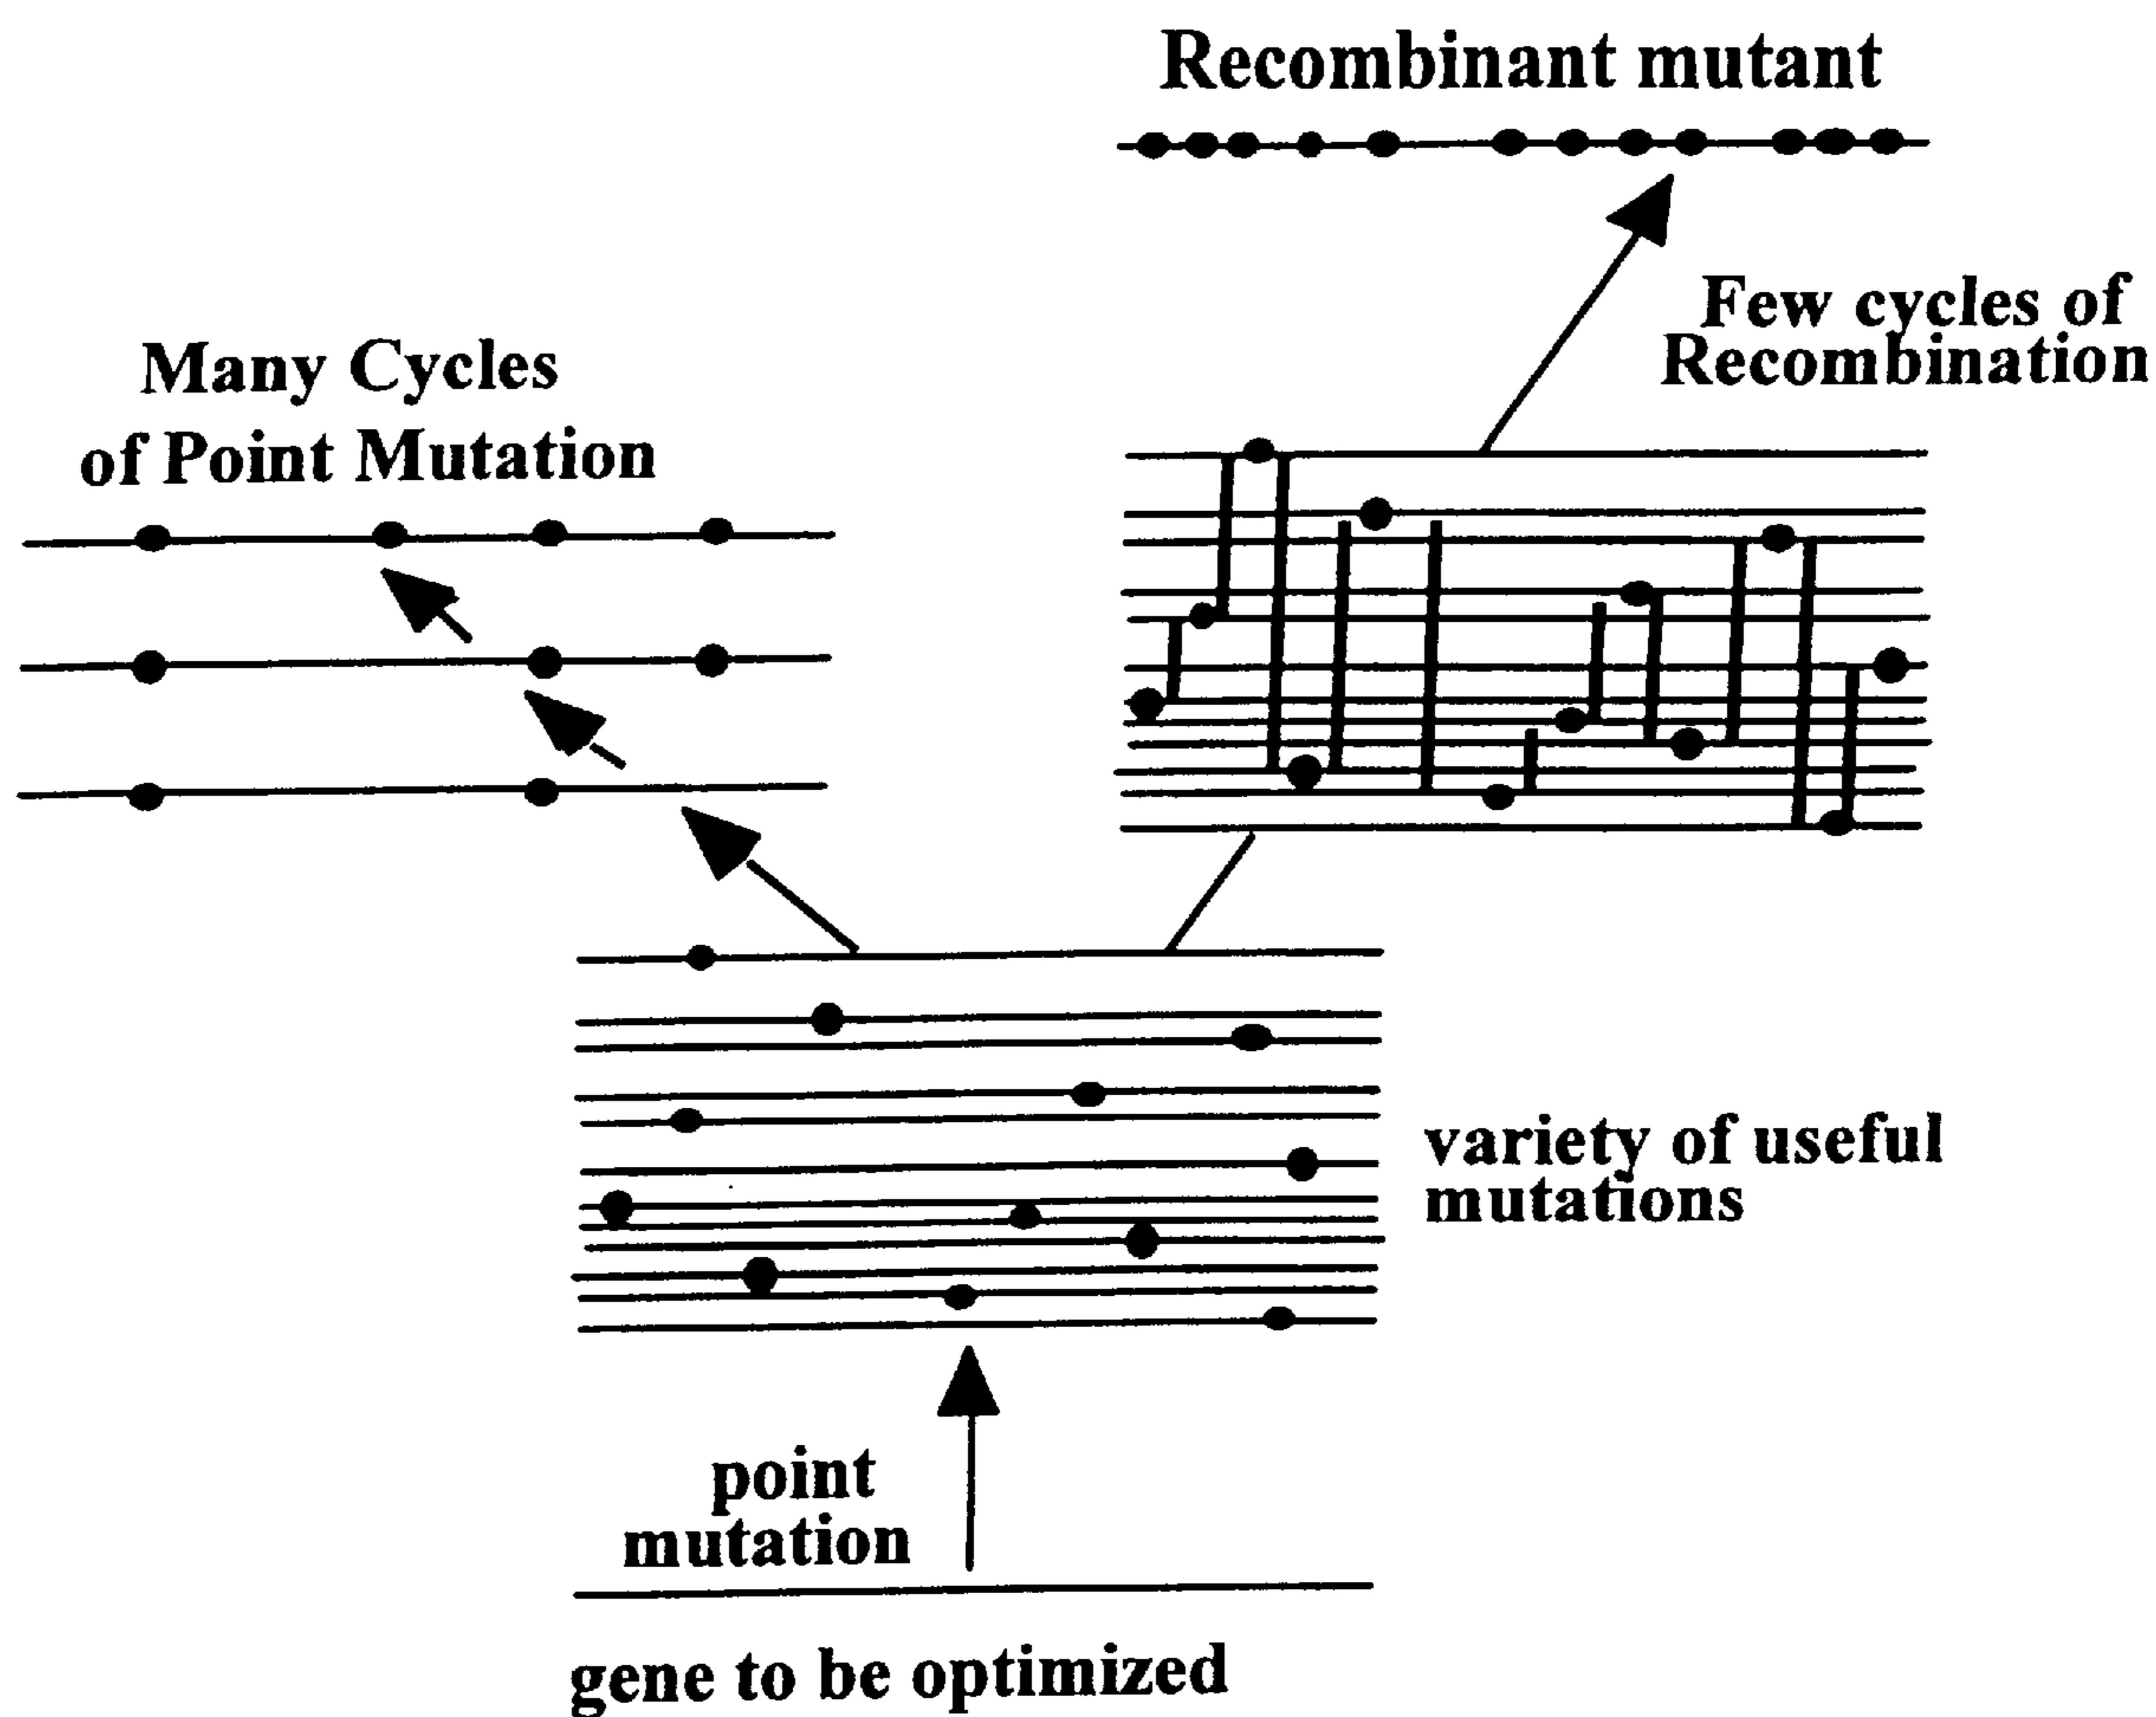 Recombinant mutant
Few cycles of
Recombination
Many Cycles
of Point Mutation
variety of useful
mutations
point
mutation
gene to be optimized